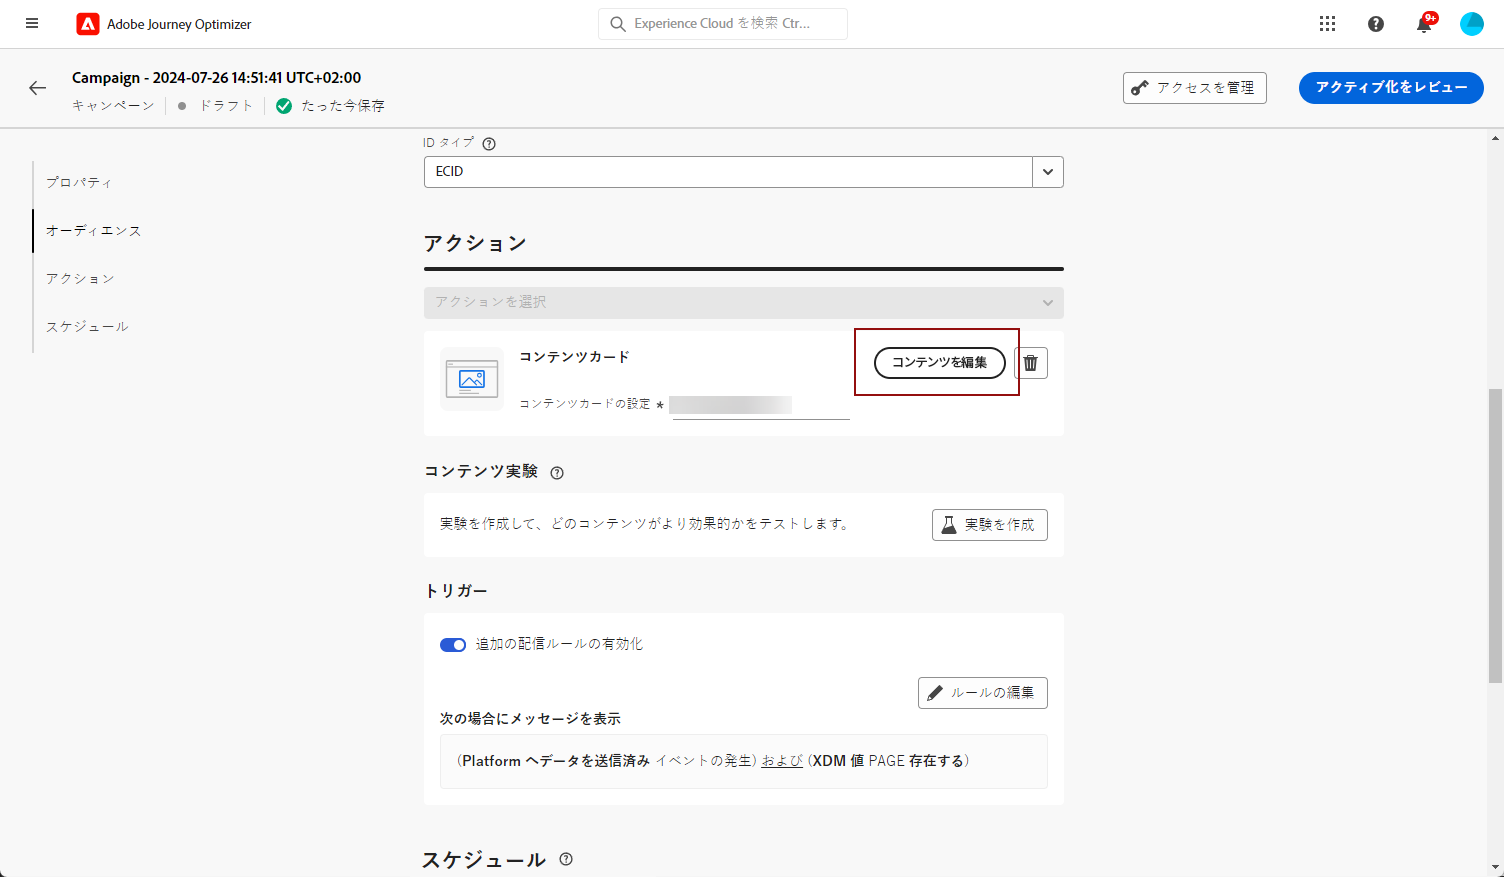 Adobe Journey Optimizer
Experience Cloud を検索 Ctr...
9+
Campaign - 2024-07-26 14:51:41 UTC+02:00
キャンペーン
ドラフト
たった今保存
アクセスを管理
アクティブ化をレビュー
プロパティ
オーディエンス
アクション
スケジュール
ID タイプ
ECID
アクション
アクションを選択
コンテンツカード
コンテンツを編集
コンテンツカードの設定 *
コンテンツ実験
実験を作成して、どのコンテンツがより効果的かをテストします。
実験を作成
トリガー
追加の配信ルールの有効化
ルールの編集
次の場合にメッセージを表示
(Platform へデータを送信済み イベントの発生) および (XDM 値 PAGE 存在する)
スケジュール